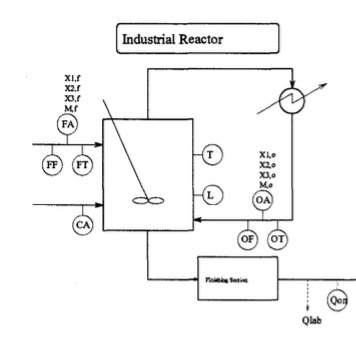 Industrial Reactor
X1,f
X2,f
X3,f
M,f
FA
FF
FT
T
X1,o
X2,o
X3,o
M,o
L
OA
CA
OF
OT
Finishing Section
Qon
Qlab